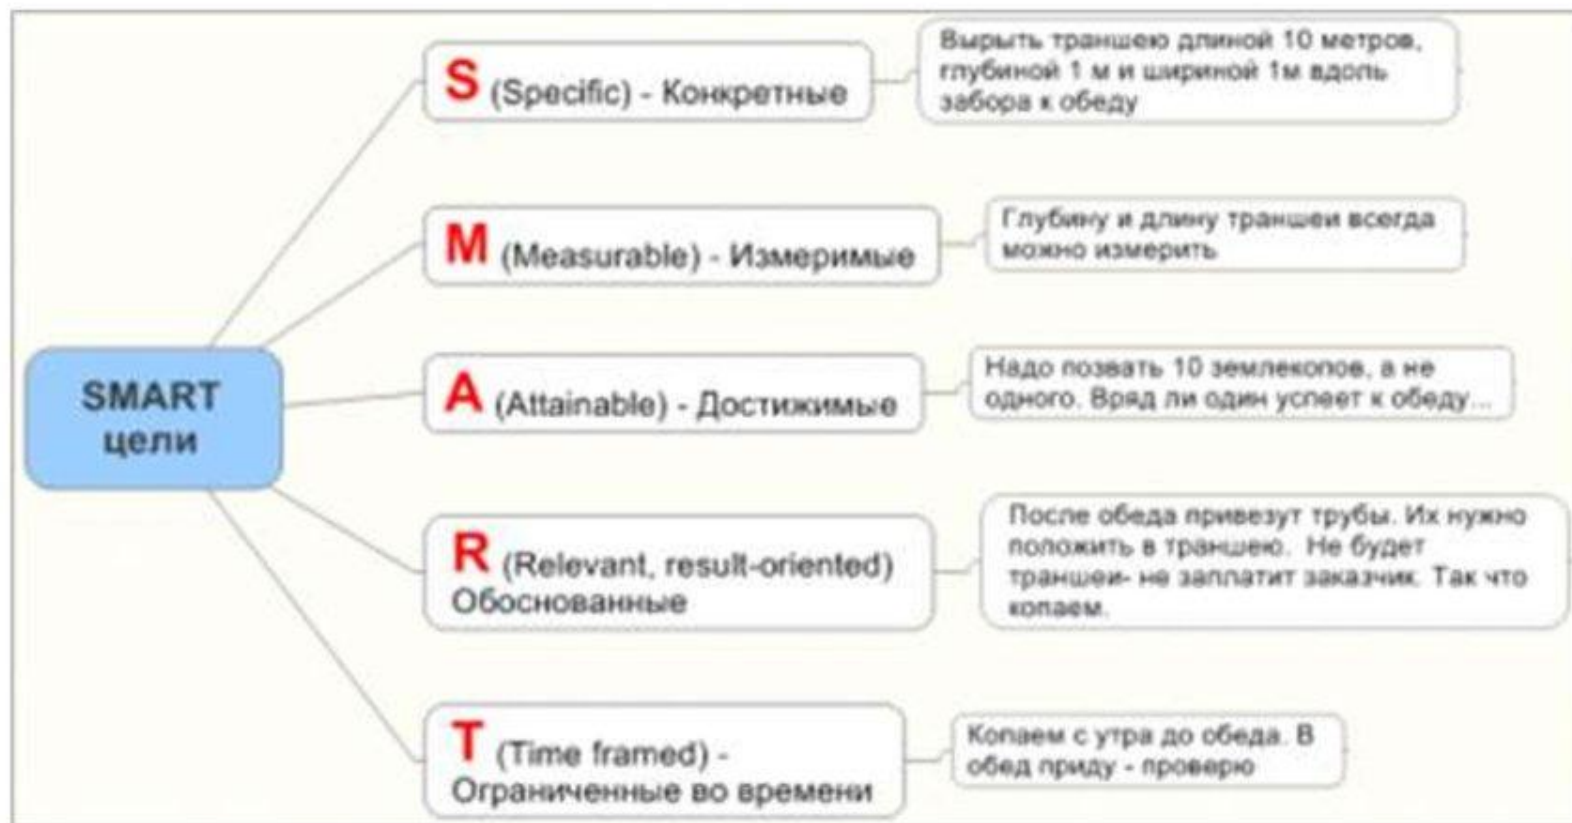 SMART
цели
S (Specific) - Конкретные
Вырыть траншею длиной 10 метров,
глубиной 1 м и шириной 1м вдоль
забора к обеду
M (Measurable) - Измеримые
Глубину и длину траншеи всегда
можно измерить
A (Attainable) - Достижимые
Надо позвать 10 землекопов, а не
одного. Вряд ли один успеет к обеду...
R (Relevant, result-oriented)
Обоснованные
После обеда привезут трубы. Их нужно
положить в траншею. Не будет
траншеи- не заплатит заказчик. Так что
копаем.
T (Time framed) -
Ограниченные во времени
Копаем с утра до обеда. В
обед приду - проверю